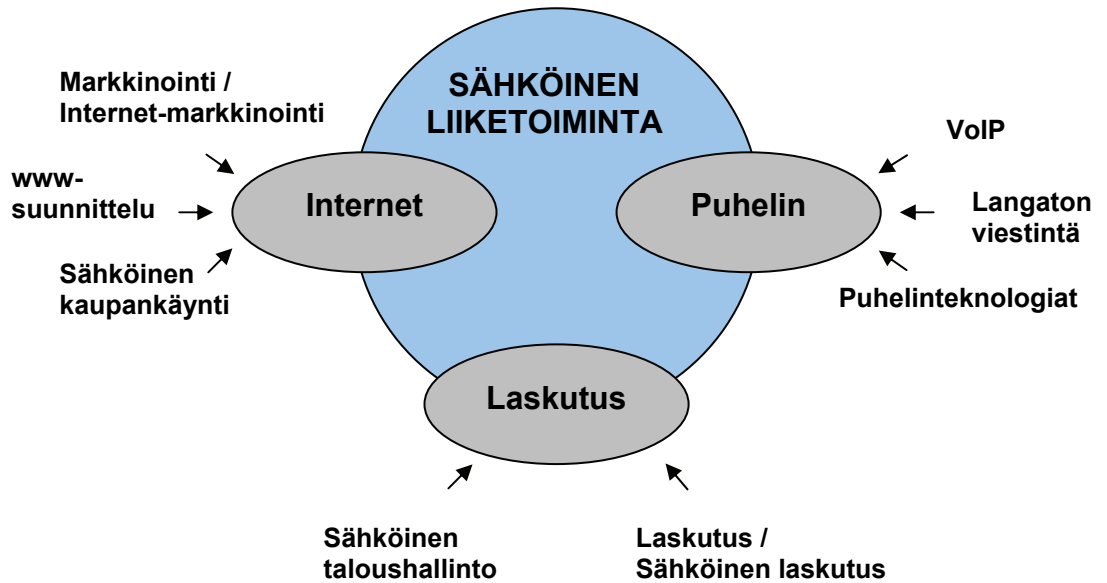 SÄHKÖINEN
LIIKETOIMINTA
Markkinointi /
Internet-markkinointi
www-
suunnittelu
Sähköinen
kaupankäynti
Internet
Puhelin
VoIP
Langaton
viestintä
Puhelinteknologiat
Laskutus
Sähköinen
taloushallinto
Laskutus /
Sähköinen laskutus